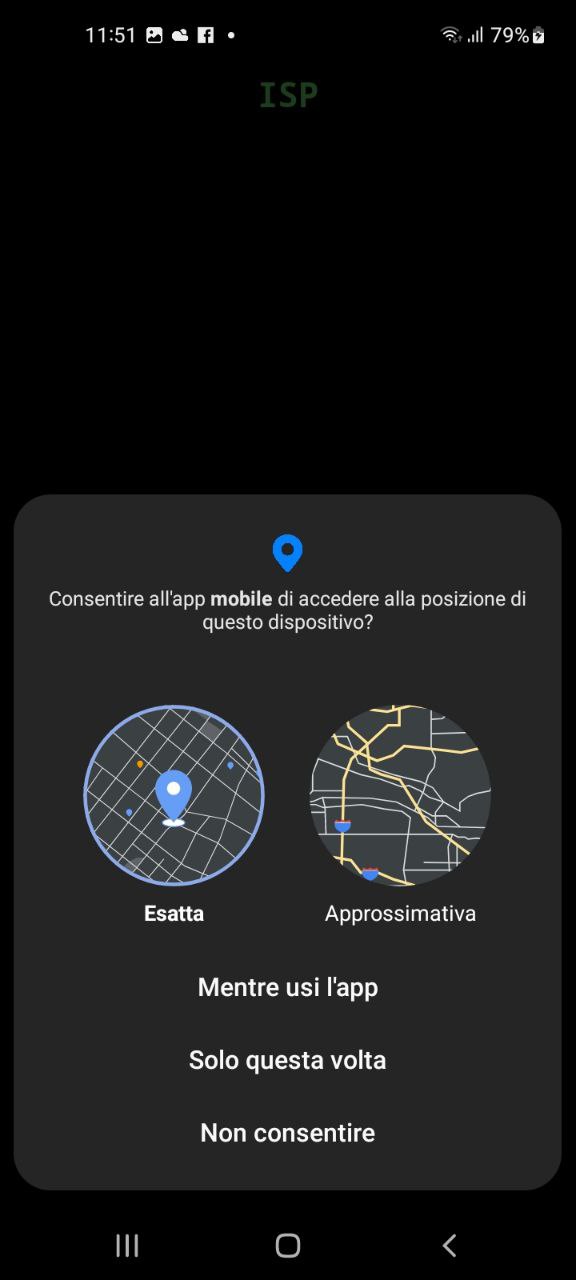 11:51
79%
ISP
Consentire all'app mobile di accedere alla posizione di
questo dispositivo?
Esatta
Approssimativa
Mentre usi l'app
Solo questa volta
Non consentire